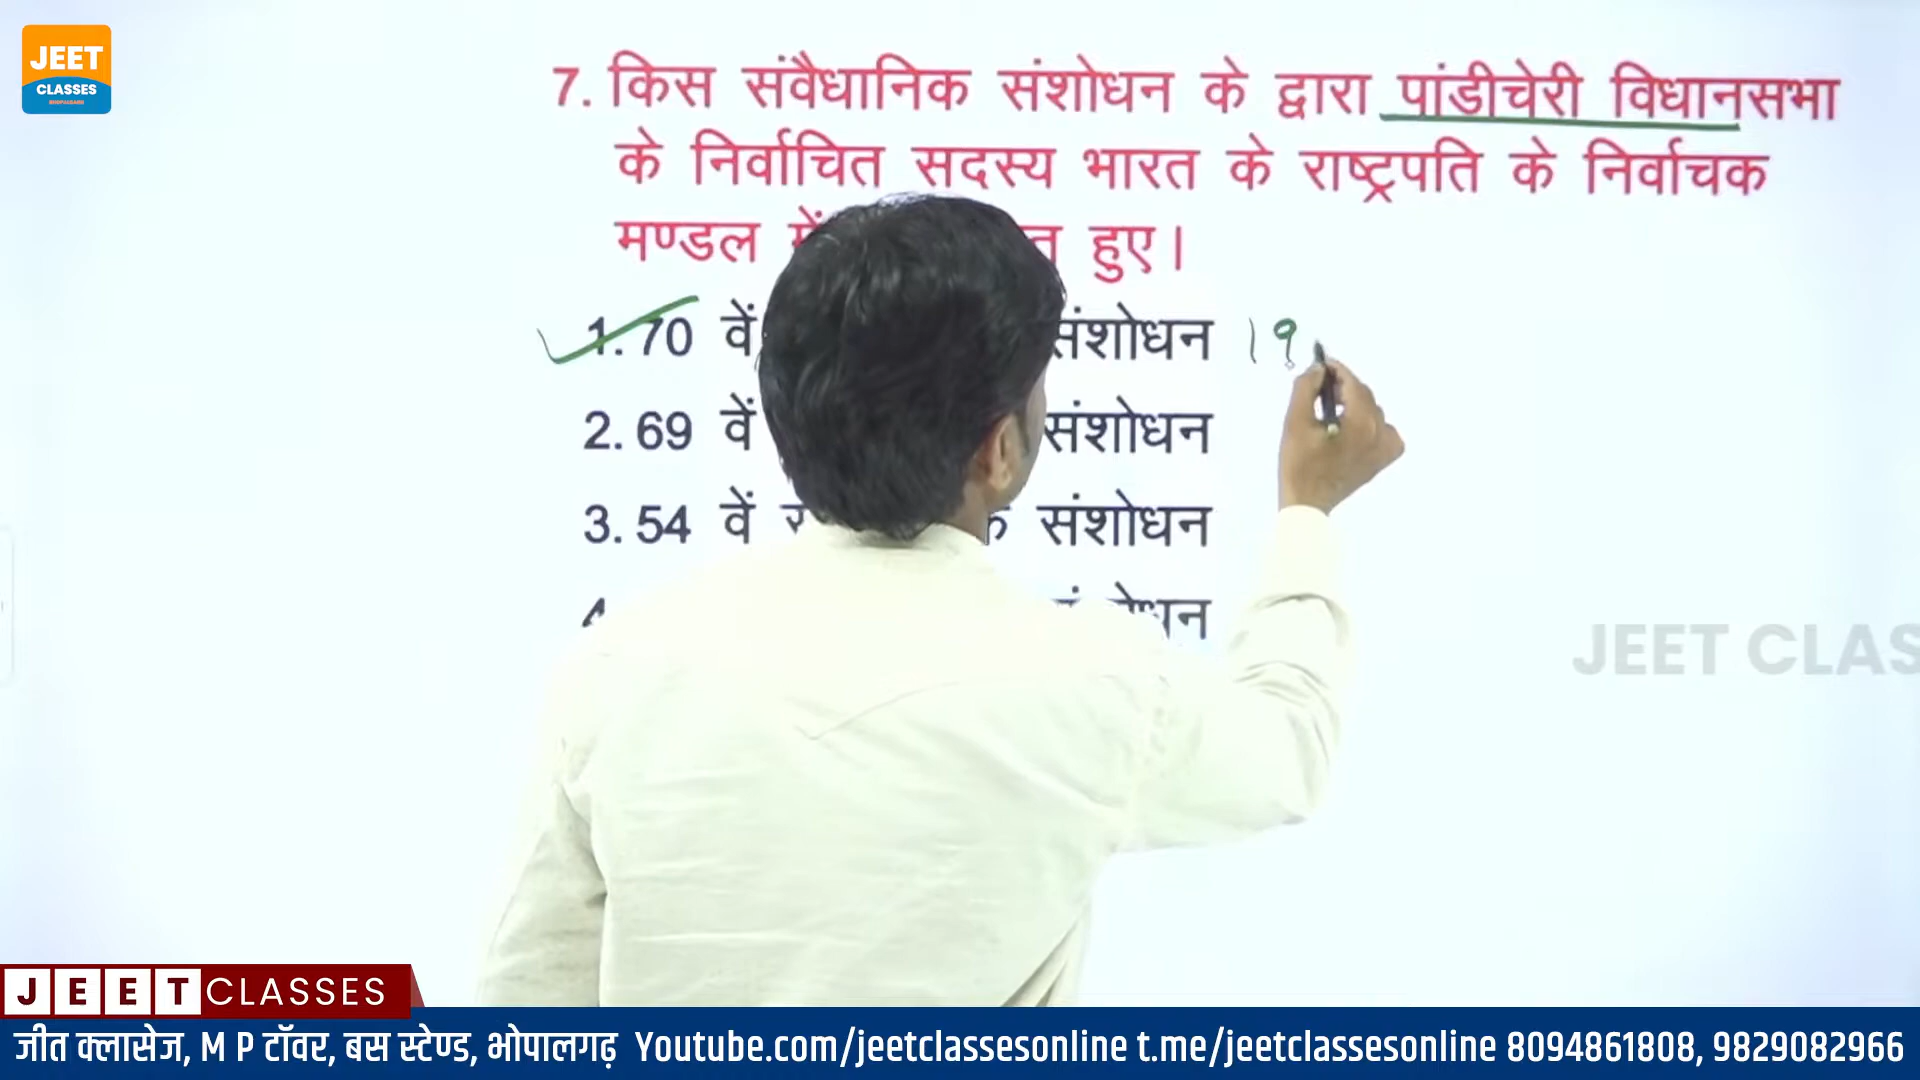 JEET
CLASSES
7. किस संवैधानिक संशोधन के द्वारा पांडीचेरी विधानसभा
के निर्वाचित सदस्य भारत के राष्ट्रपति के निर्वाचक
मण्डल हुए।
1. 70 वें संशोधन 19
2. 69 वें संशोधन
3. 54 वें संशोधन
JEET CLAS
JEET CLASSES
जीत क्लासेज, M P टॉवर, बस स्टेण्ड, भोपालगढ़ Youtube.com/jeetclassesonline t.me/jeetclassesonline 8094861808, 9829082966